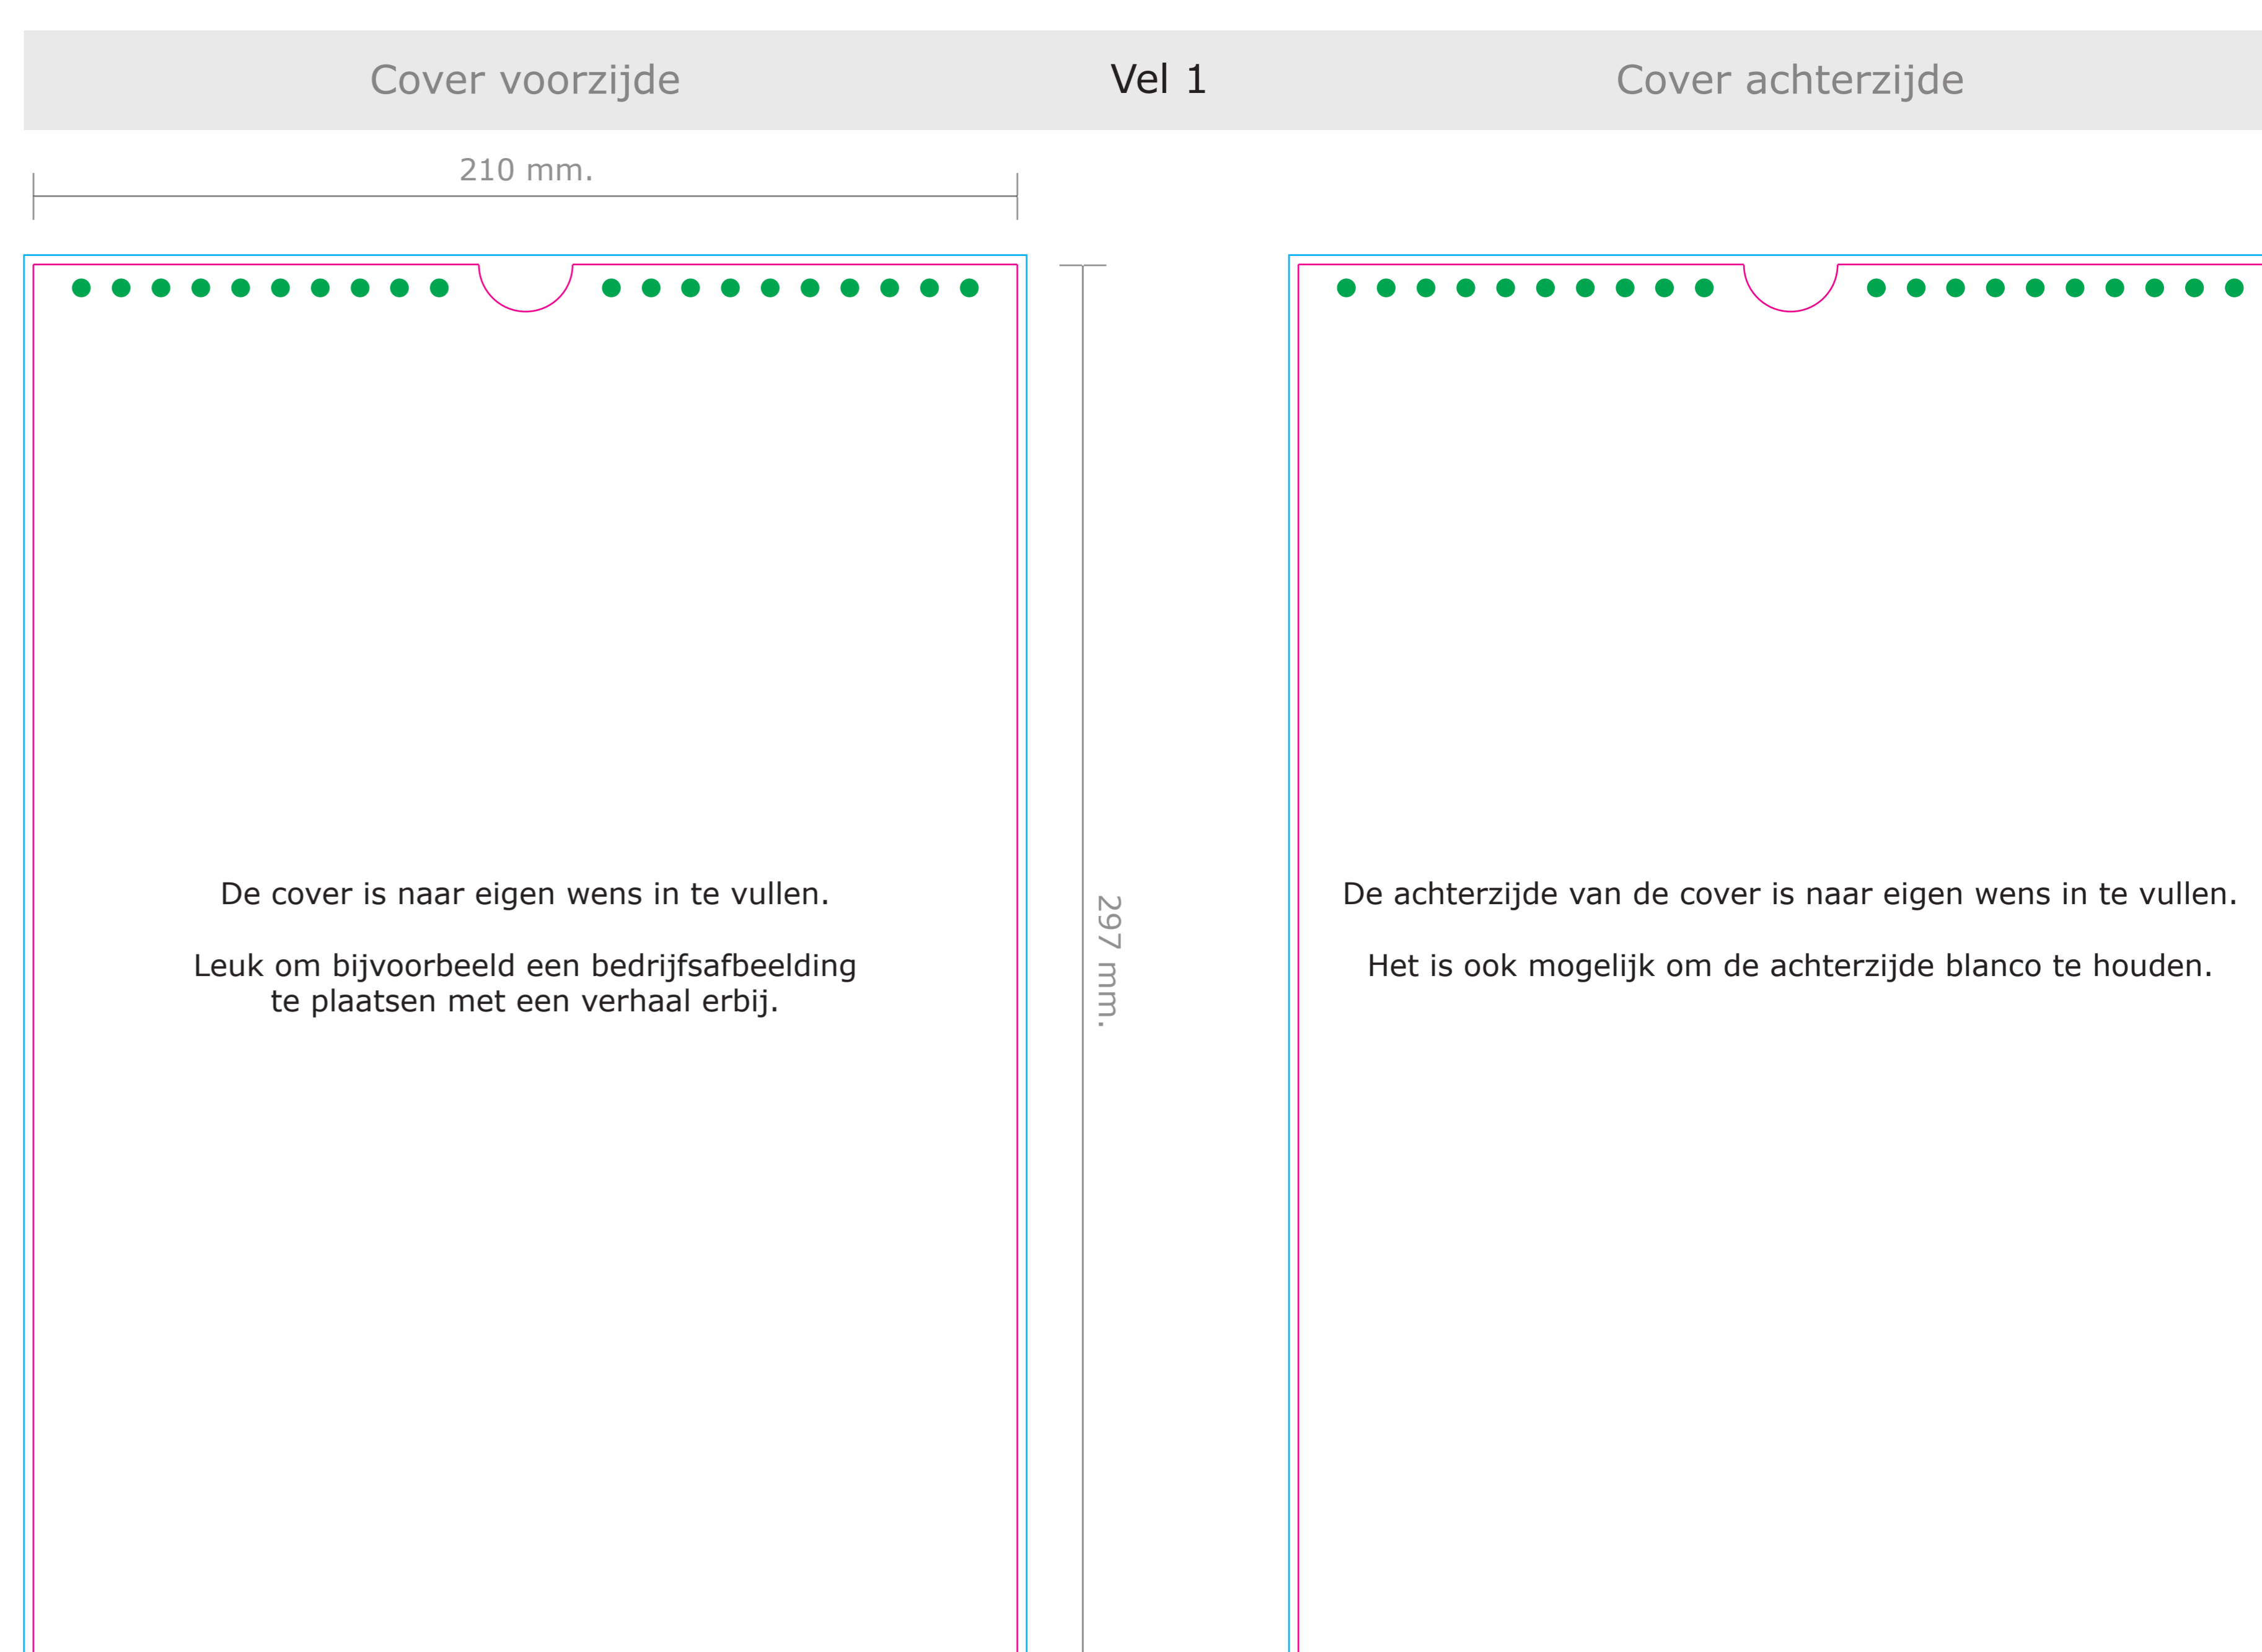 Cover voorzijde
Vel 1
Cover achterzijde
210 mm.
De cover is naar eigen wens in te vullen.
Leuk om bijvoorbeeld een bedrijfsafbeelding
te plaatsen met een verhaal erbij.
297 mm.
De achterzijde van de cover is naar eigen wens in te vullen.
Het is ook mogelijk om de achterzijde blanco te houden.